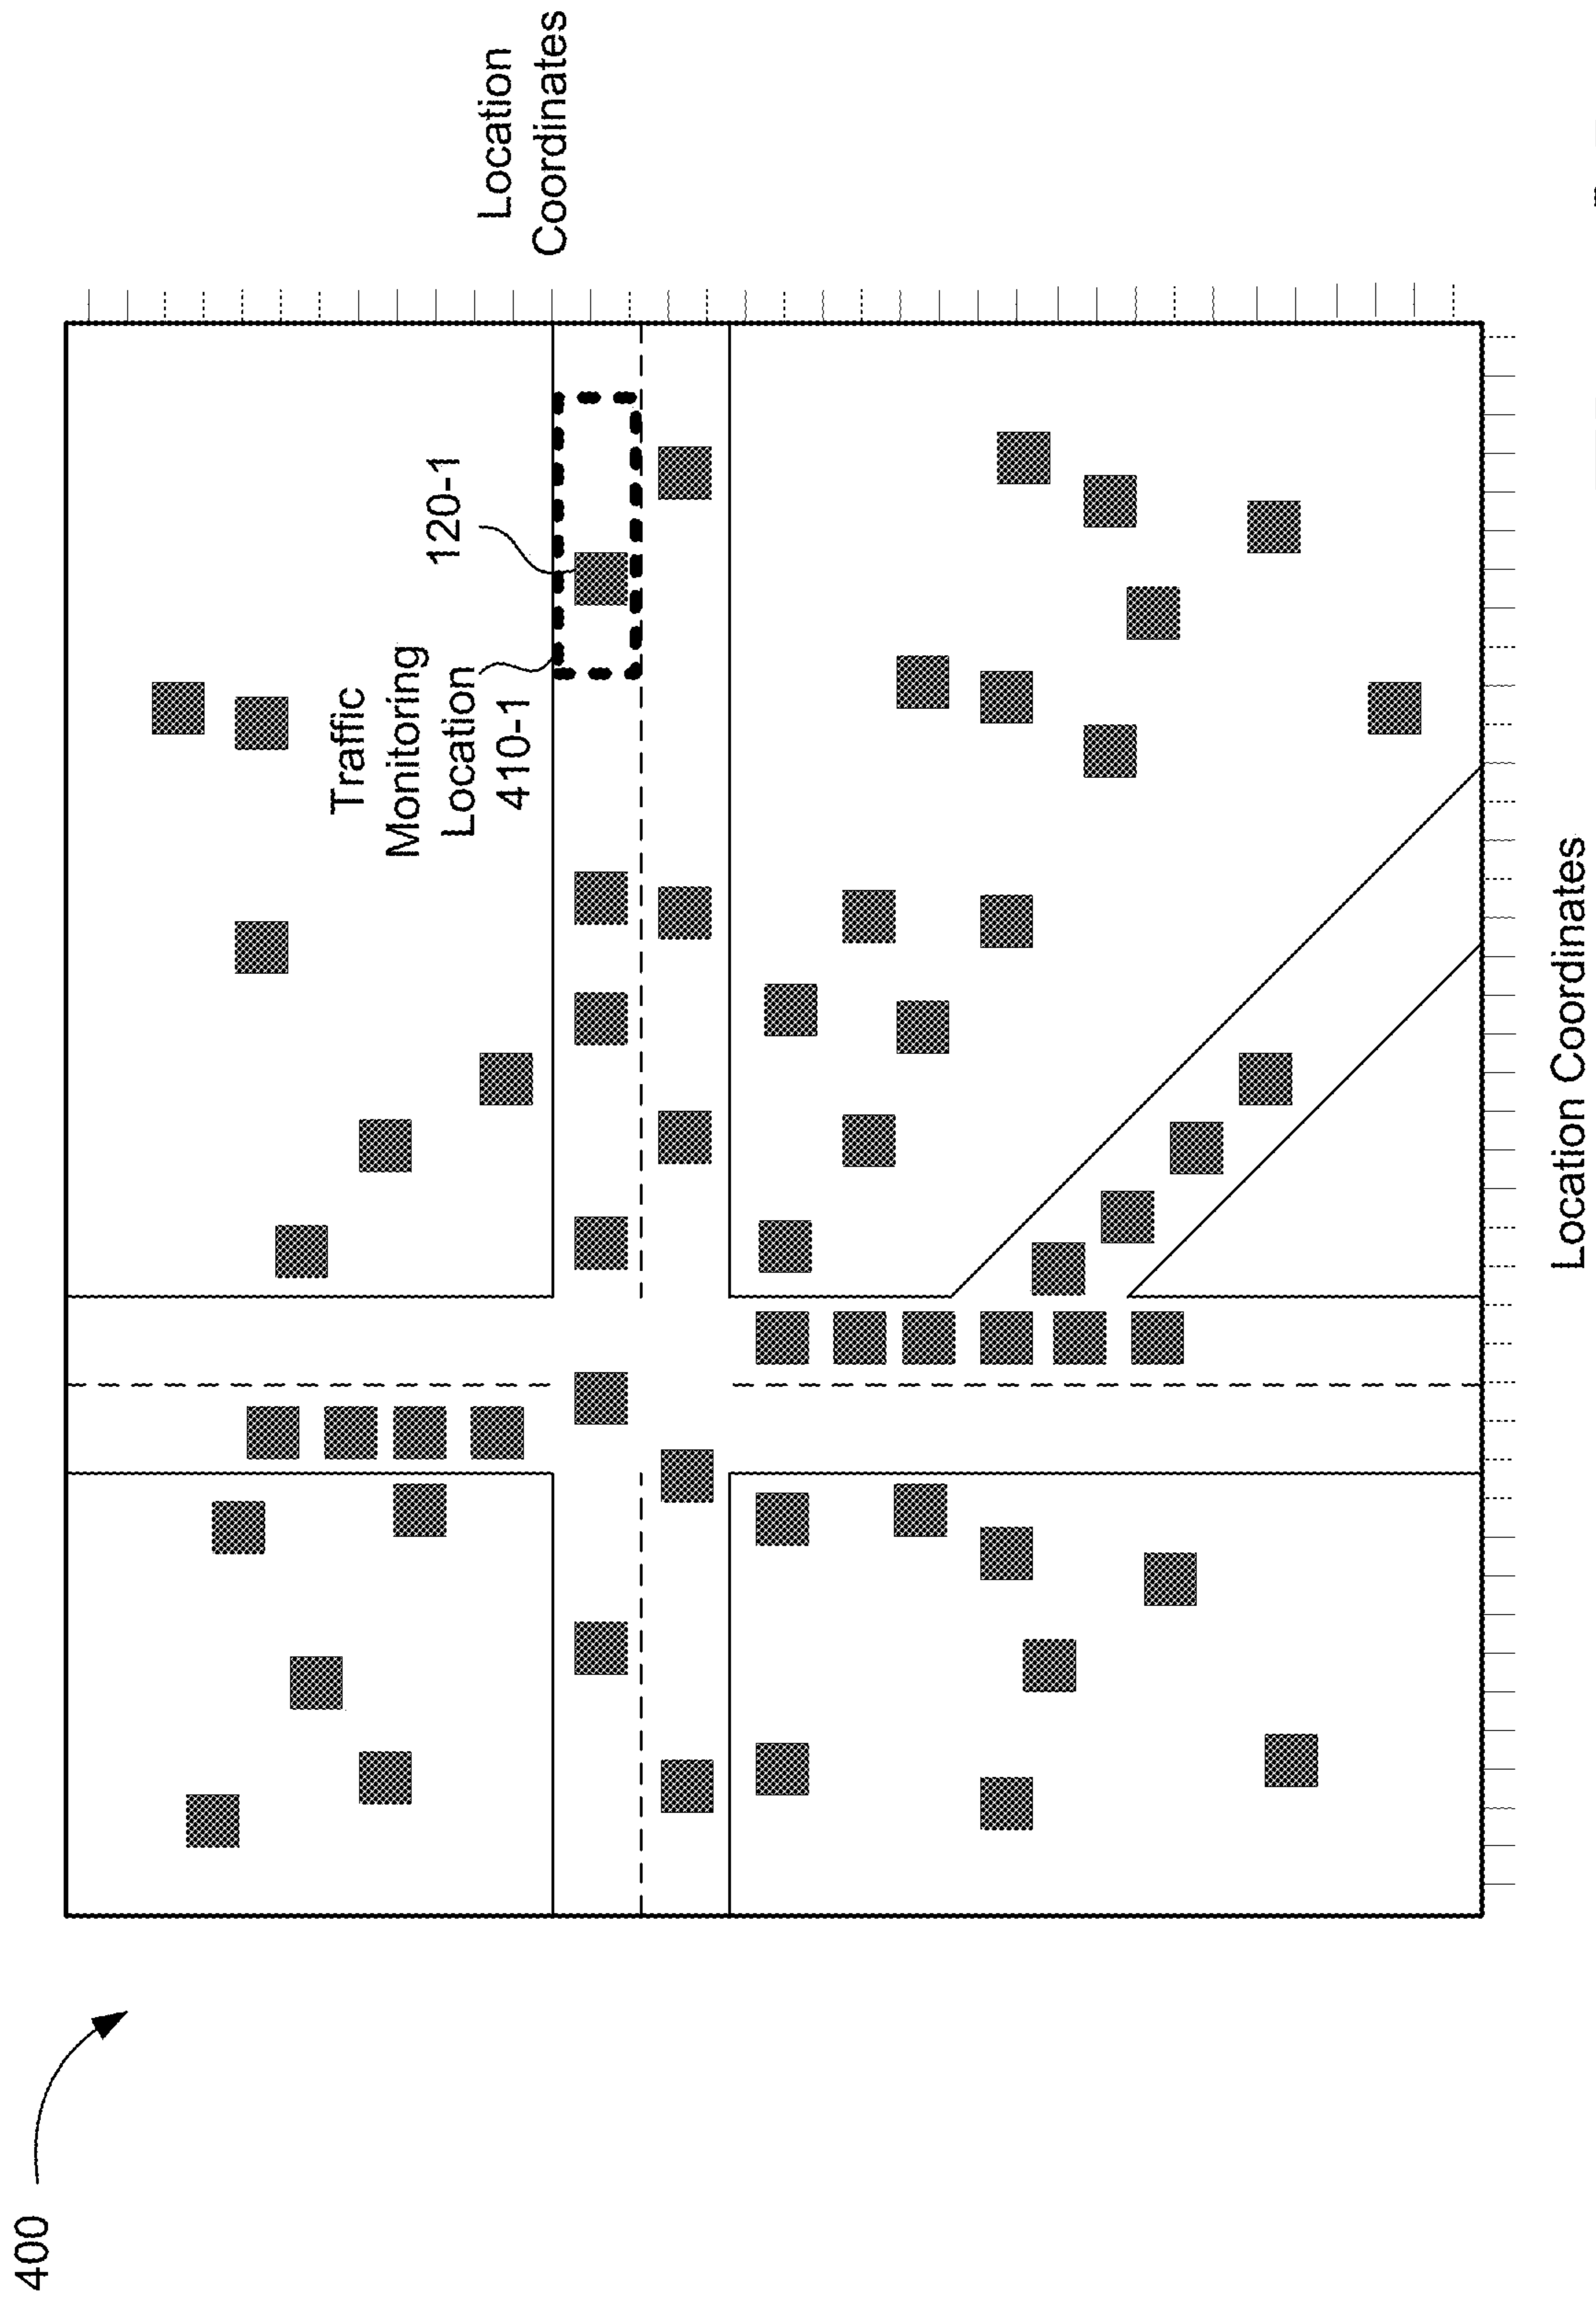 400
Traffic
Monitoring
Location
410-1
120-1
Location
Coordinates
Location Coordinates